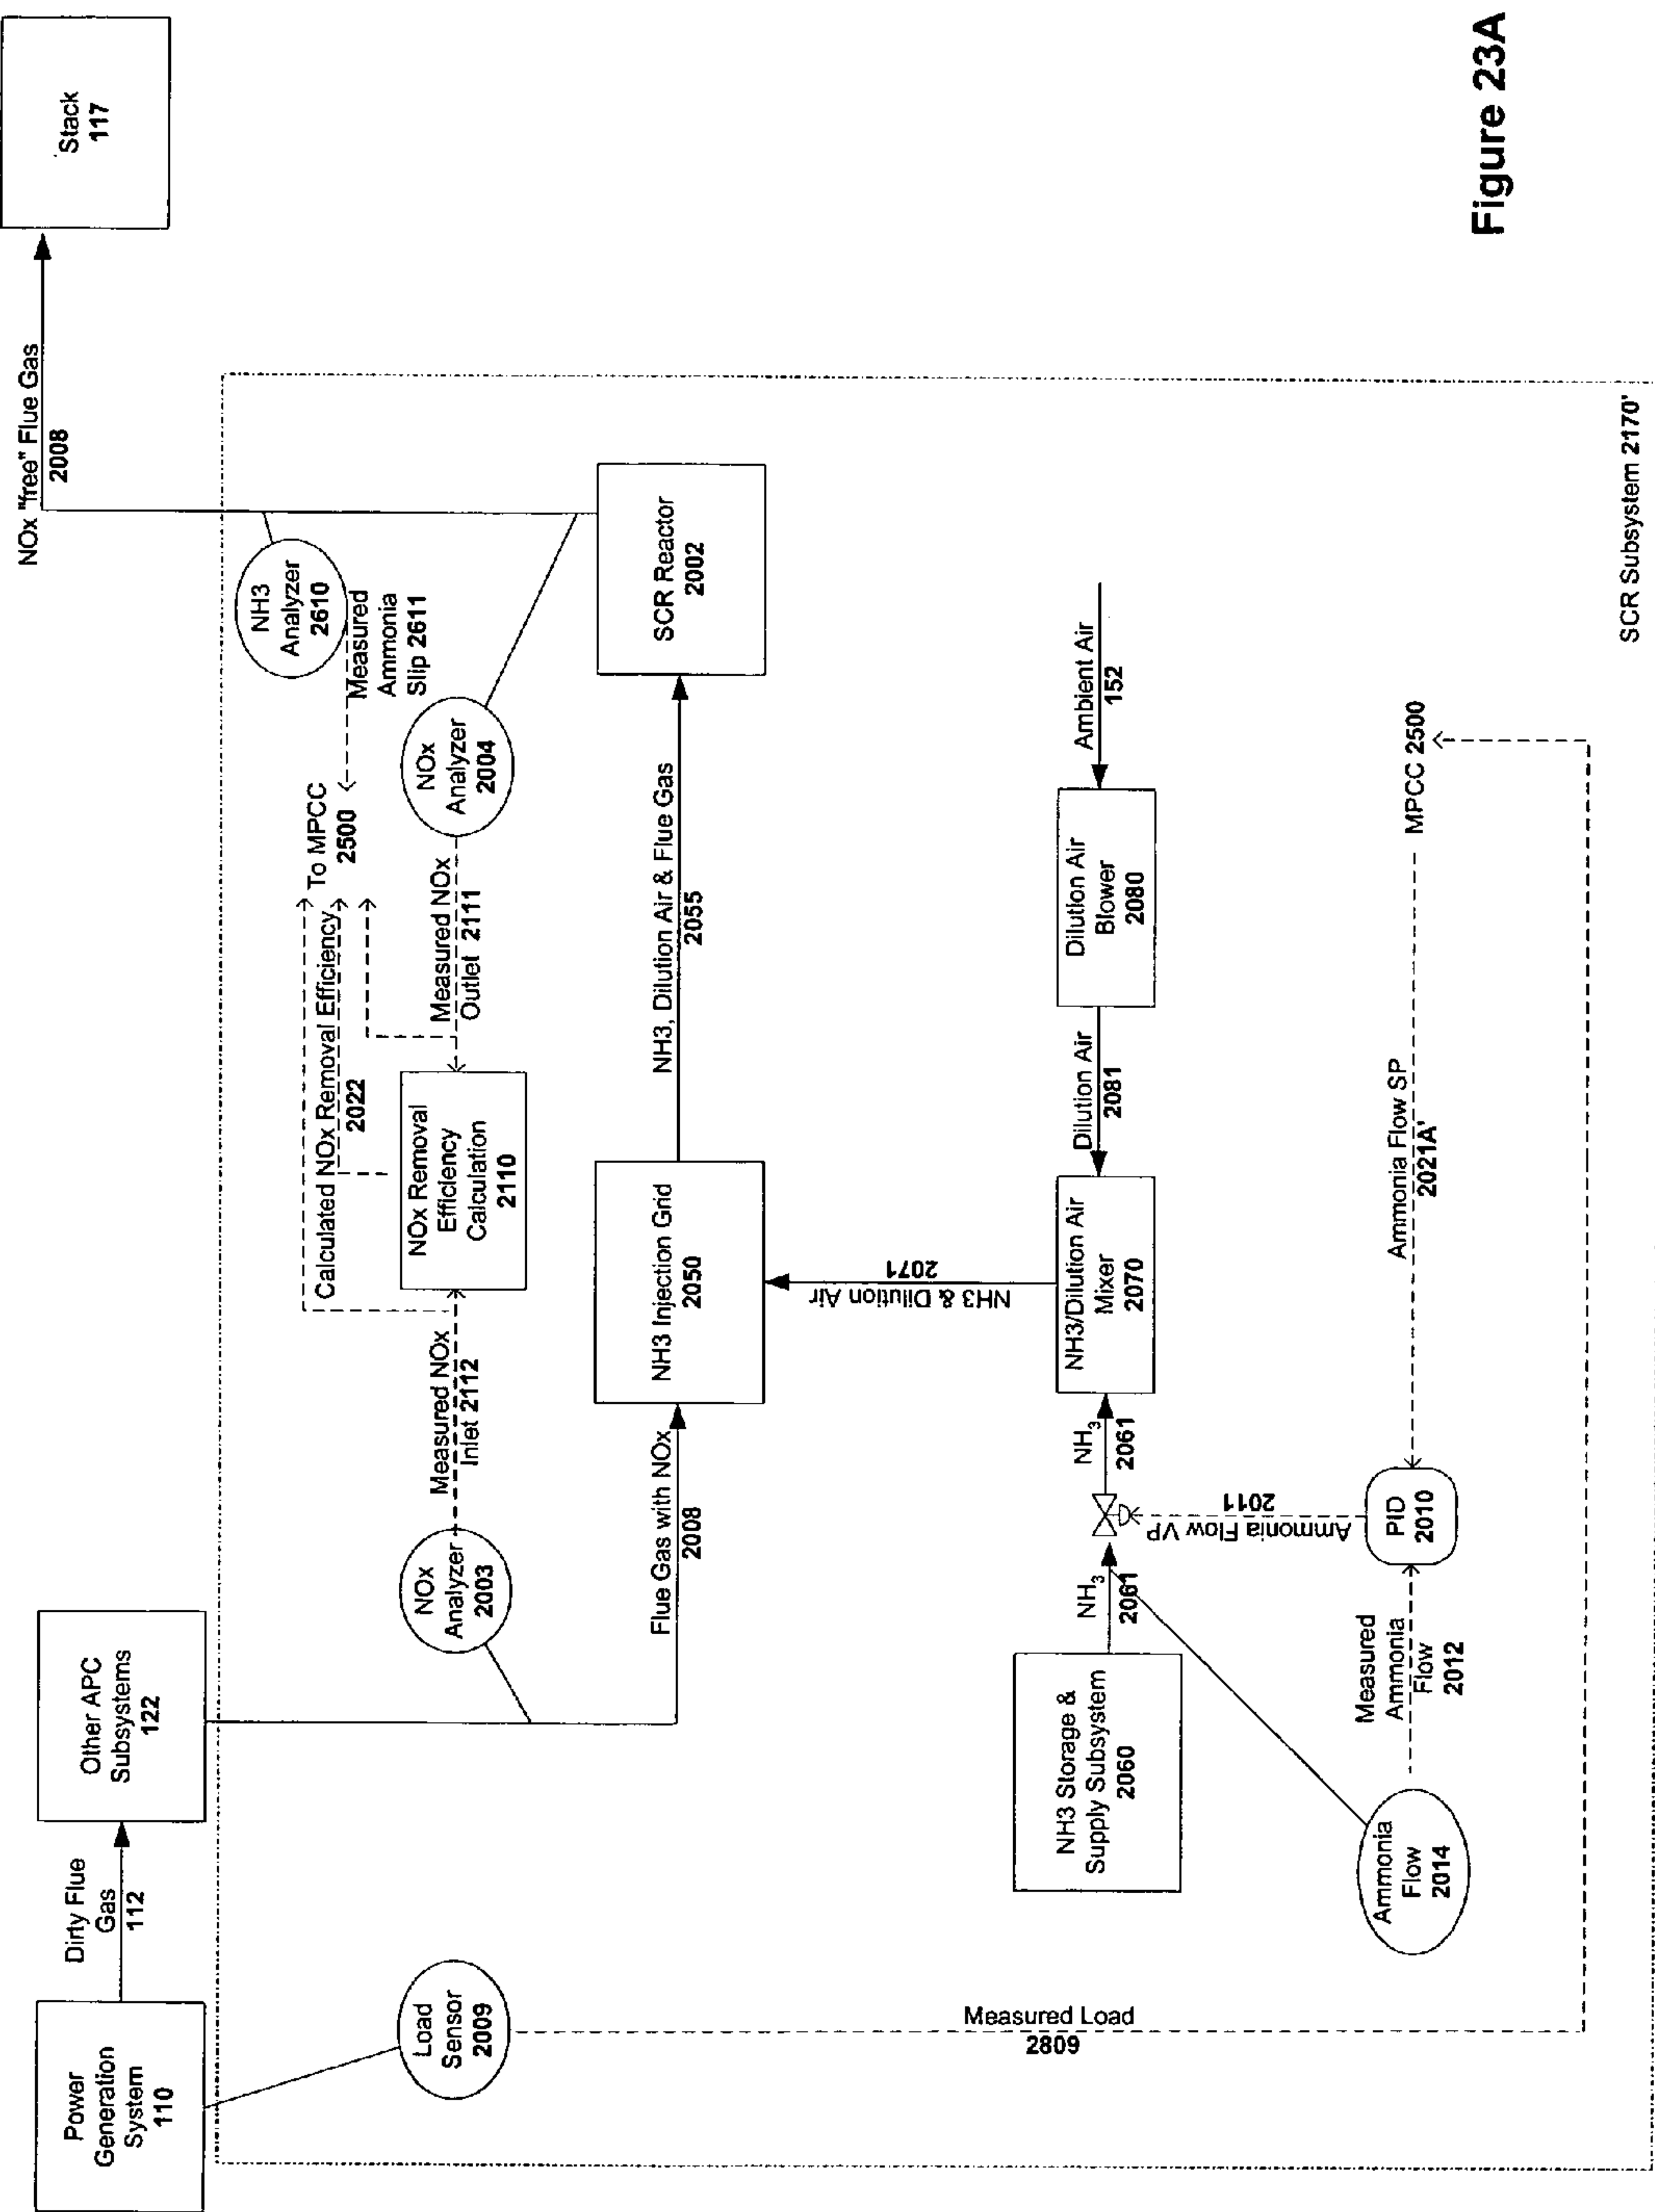 Power
Generation
System
110
Dirty Flue
Gas
112
Other APC
Subsystems
122
NOx "free" Flue Gas
2008
Stack
117
Load
Sensor
2009
NOx
Analyzer
2003
Measured NOx
Inlet 2112
Calculated NOx Removal Efficiency
2022
NOx Removal
Efficiency
Calculation
2110
To MPCC
2500
Measured NOx
Outlet 2111
NOx
Analyzer
2004
NH3
Analyzer
2610
Measured
Ammonia
Slip 2611
Flue Gas with NOx
2008
NH3 Injection Grid
2050
NH3, Dilution Air & Flue Gas
2055
SCR Reactor
2002
NH3 & Dilution Air
2071
Measured Load
2809
NH3 Storage &
Supply Subsystem
2060
NH₃
2061
NH₃
2061
NH3/Dilution Air
Mixer
2070
Dilution Air
2081
Dilution Air
Blower
2080
Ambient Air
152
Ammonia Flow VP
2011
Ammonia
Flow
2014
Measured
Ammonia
Flow
2012
PID
2010
Ammonia Flow SP
2021A'
MPCC 2500
SCR Subsystem 2170'
Figure 23A